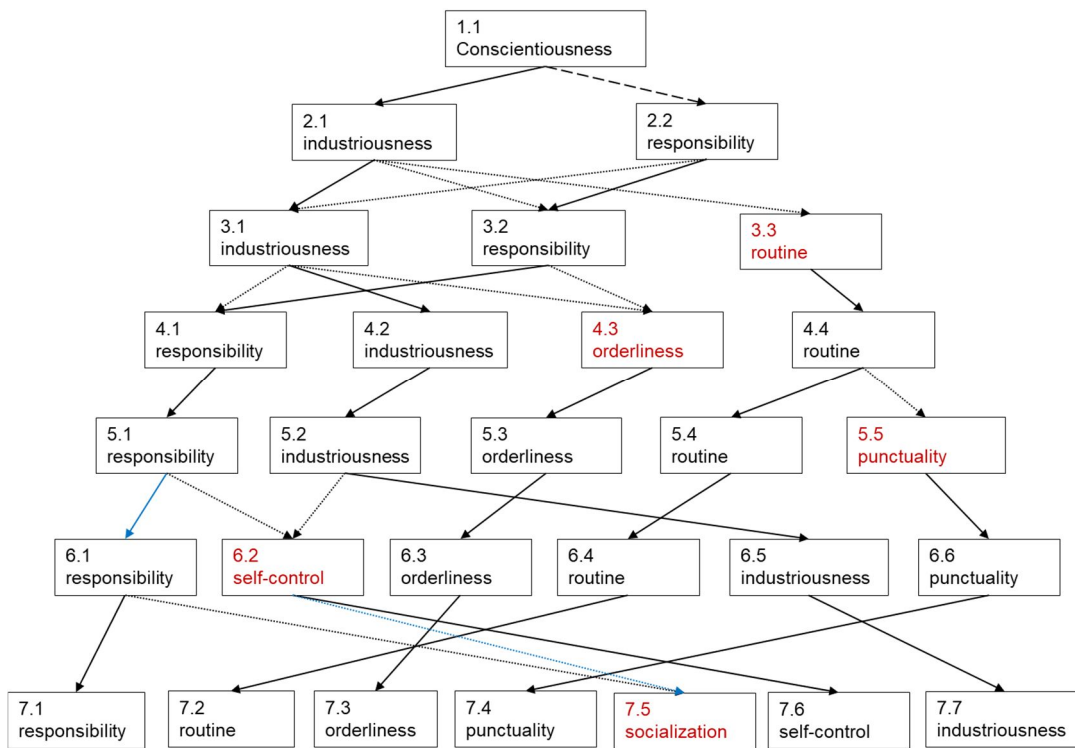 1.1
Conscientiousness
2.1
industriousness
2.2
responsibility
3.1
industriousness
3.2
responsibility
3.3
routine
4.1
responsibility
4.2
industriousness
4.3
orderliness
4.4
routine
5.1
responsibility
5.2
industriousness
5.3
orderliness
5.4
routine
5.5
punctuality
6.1
responsibility
6.2
self-control
6.3
orderliness
6.4
routine
6.5
industriousness
6.6
punctuality
7.1
responsibility
7.2
routine
7.3
orderliness
7.4
punctuality
7.5
socialization
7.6
self-control
7.7
industriousness